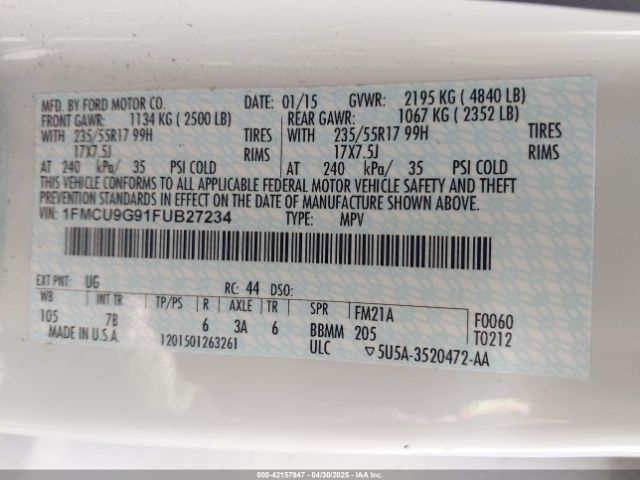 MFD. BY FORD MOTOR CO. DATE: 01/15 GVWR: 2195 KG ( 4840 LB)
FRONT GAWR: 1134 KG ( 2500 LB) REAR GAWR: 1067 KG ( 2352 LB)
WITH 235/55R17 99H TIRES WITH 235/55R17 99H TIRES
17X7.5J RIMS 17X7.5J RIMS
AT 240 kPa/ 35 PSI COLD AT 240 kPa/ 35 PSI COLD
THIS VEHICLE CONFORMS TO ALL APPLICABLE FEDERAL MOTOR VEHICLE SAFETY AND THEFT
PREVENTION STANDARDS IN EFFECT ON THE DATE OF MANUFACTURE SHOWN ABOVE.
VIN: 1FMCU9G91FUB27234 TYPE: MPV
EXT PNT: UG RC: 44 DSO:
WB INT TR TP/PS R AXLE TR SPR FM21A F0060
105 7B 6 3A 6 BBMM 205 T0212
MADE IN U.S.A. 1201501263261 ULC ▽5U5A-3520472-AA
000-42157947 - 04/30/2025 - IAA Inc.